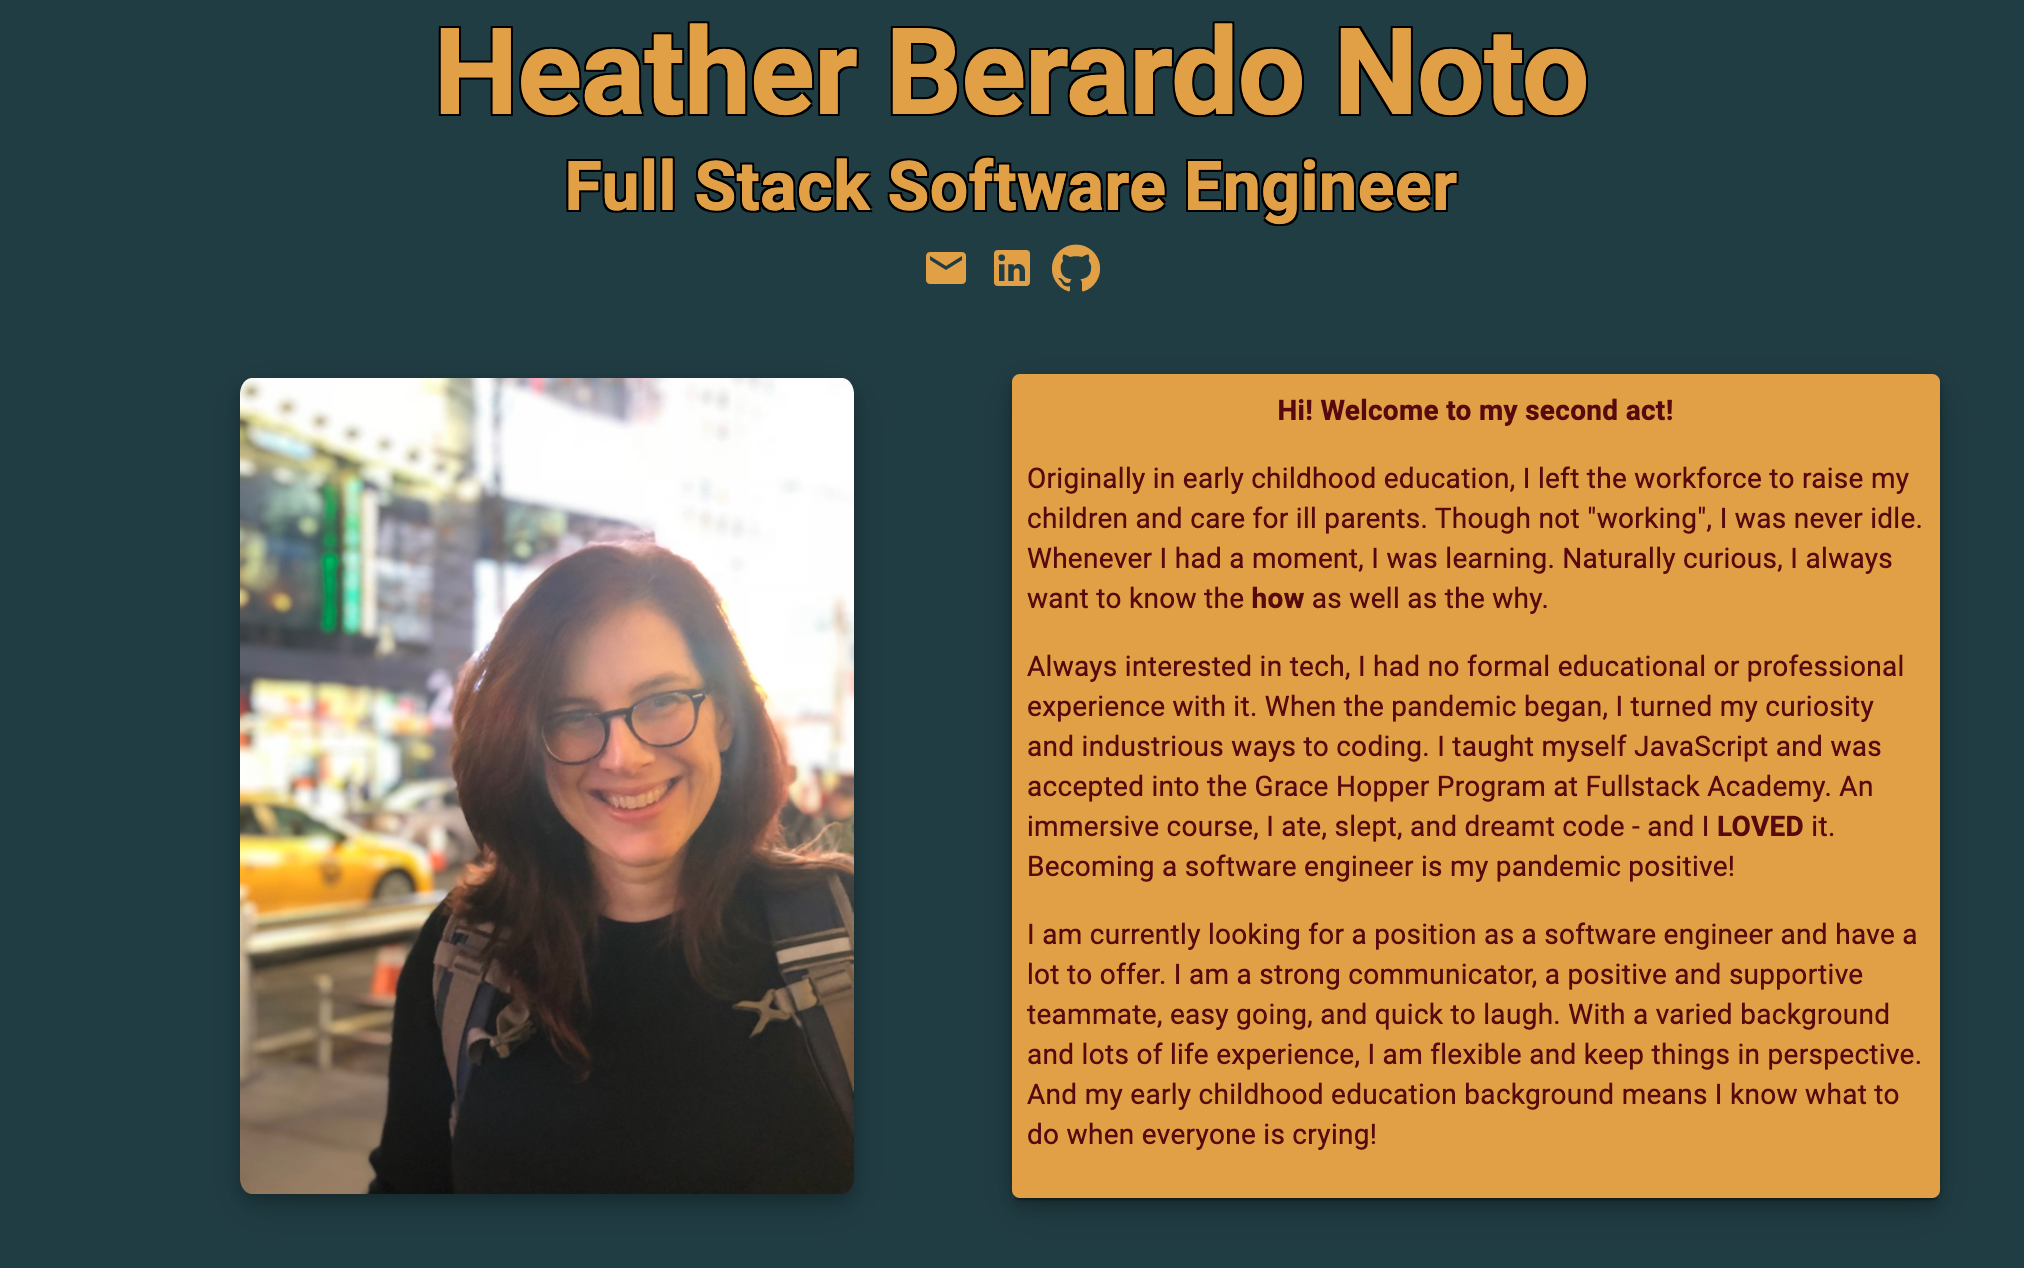 Heather Berardo Noto
Full Stack Software Engineer
in
Hi! Welcome to my second act!
Originally in early childhood education, I left the workforce to raise my
children and care for ill parents. Though not "working", I was never idle.
Whenever I had a moment, I was learning. Naturally curious, I always
want to know the how as well as the why.
Always interested in tech, I had no formal educational or professional
experience with it. When the pandemic began, I turned my curiosity
and industrious ways to coding. I taught myself JavaScript and was
accepted into the Grace Hopper Program at Fullstack Academy. An
immersive course, I ate, slept, and dreamt code - and I LOVED it.
Becoming a software engineer is my pandemic positive!
I am currently looking for a position as a software engineer and have a
lot to offer. I am a strong communicator, a positive and supportive
teammate, easy going, and quick to laugh. With a varied background
and lots of life experience, I am flexible and keep things in perspective.
And my early childhood education background means I know what to
do when everyone is crying!